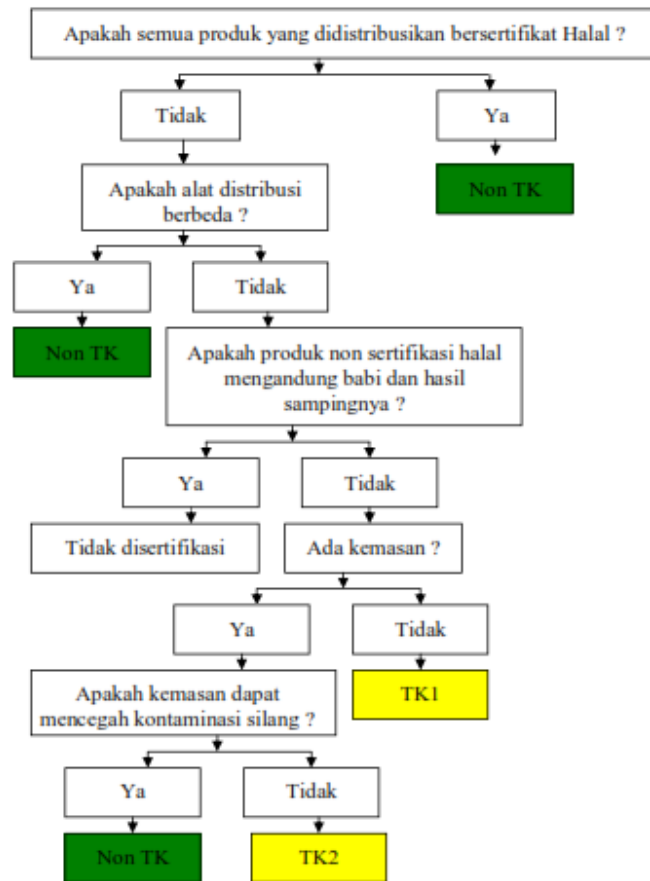 Apakah semua produk yang didistribusikan bersertifikat Halal ?
Tidak
Ya
Apakah alat distribusi
berbeda ?
Non TK
Ya
Tidak
Non TK
Apakah produk non sertifikasi halal
mengandung babi dan hasil
sampingnya ?
Ya
Tidak
Tidak disertifikasi
Ada kemasan ?
Ya
Tidak
Apakah kemasan dapat
mencegah kontaminasi silang ?
TK1
Ya
Tidak
Non TK
TK2